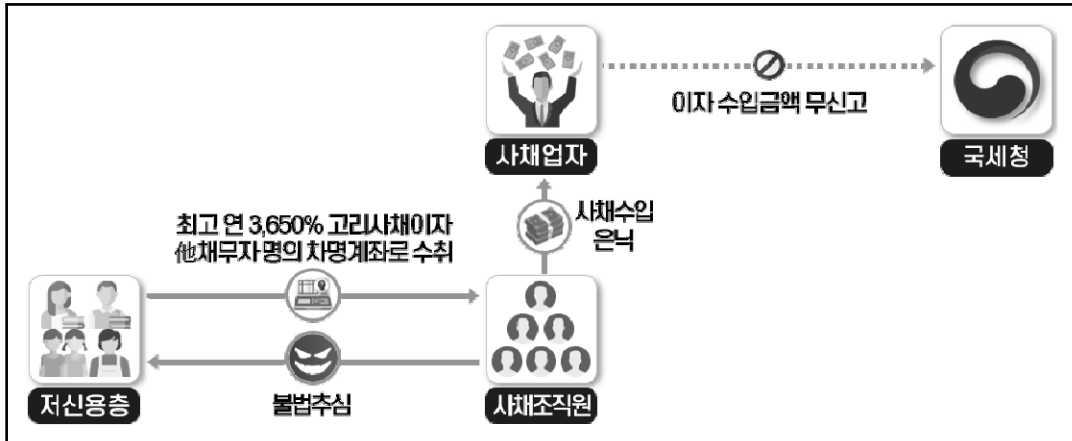 이자 수입금액 무신고
사채업자
국세청
최고 연 3,650% 고리사채이자
他채무자 명의 차명계좌로 수취
사채수입
은닉
저신용층
불법추심
사채조직원